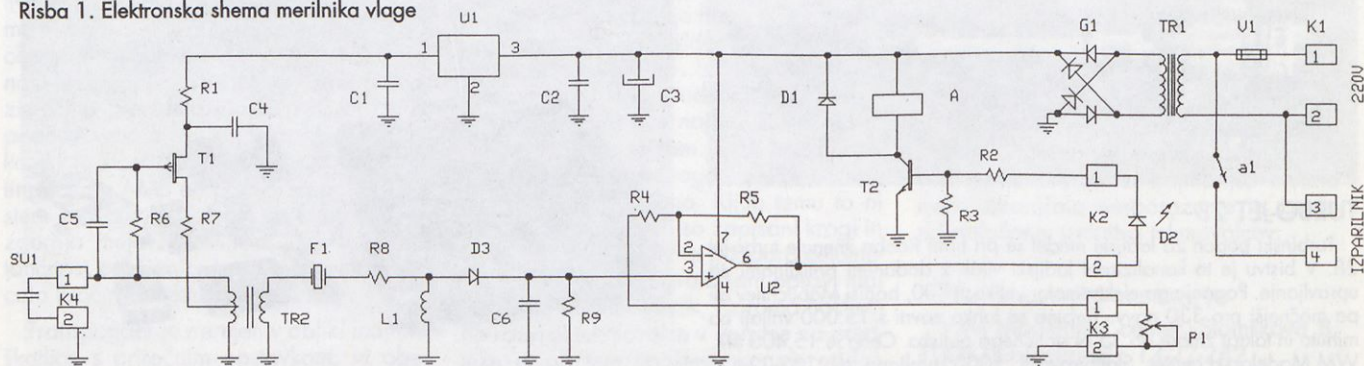 Risba 1. Elektronska shema merilnika vlage
U1
1
3
2
R1
C4
C1
C2
C3
D1
A
G1
TR1
U1
K1
1
2
3
4
220V
IZPARILNIK
a1
T1
C5
R6
R7
SU1
1
K4
2
TR2
F1
R8
L1
D3
C6
R9
R4
R5
2
3
7
6
4
U2
T2
R2
R3
1
K2
2
D2
1
K3
2
P1